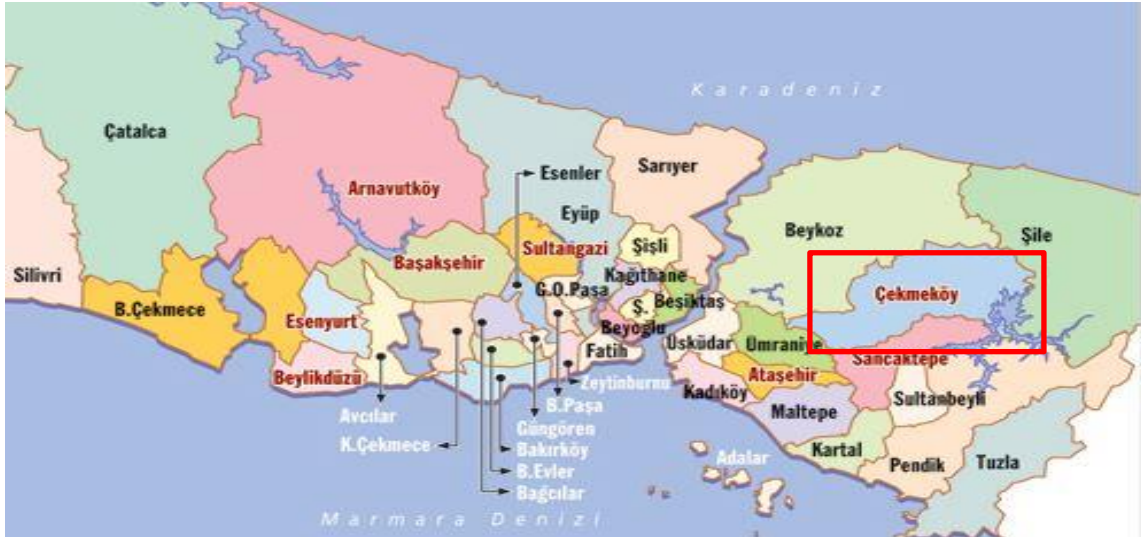 Karadeniz
Çatalca
Sarıyer
Esenler
Arnavutköy
Eyüp
Beykoz
Şile
Sultangazi
Şişli
Başakşehir
Silivri
Kağıthane
G.O.Paşa
Çekmeköy
B.Çekmece
Ş.
Beşiktaş
Esenyurt
Beyoğlu
Üsküdar
Ümraniye
Fatih
Sancaktepe
Ataşehir
Beylikdüzü
Zeytinburnu
Kadıköy
Sultanbeyli
B.Paşa
Avcılar
Maltepe
Güngören
K.Çekmece
Bakırköy
Kartal
Adalar
Pendik
Tuzla
B.Evler
Bağcılar
Marmara Denizi